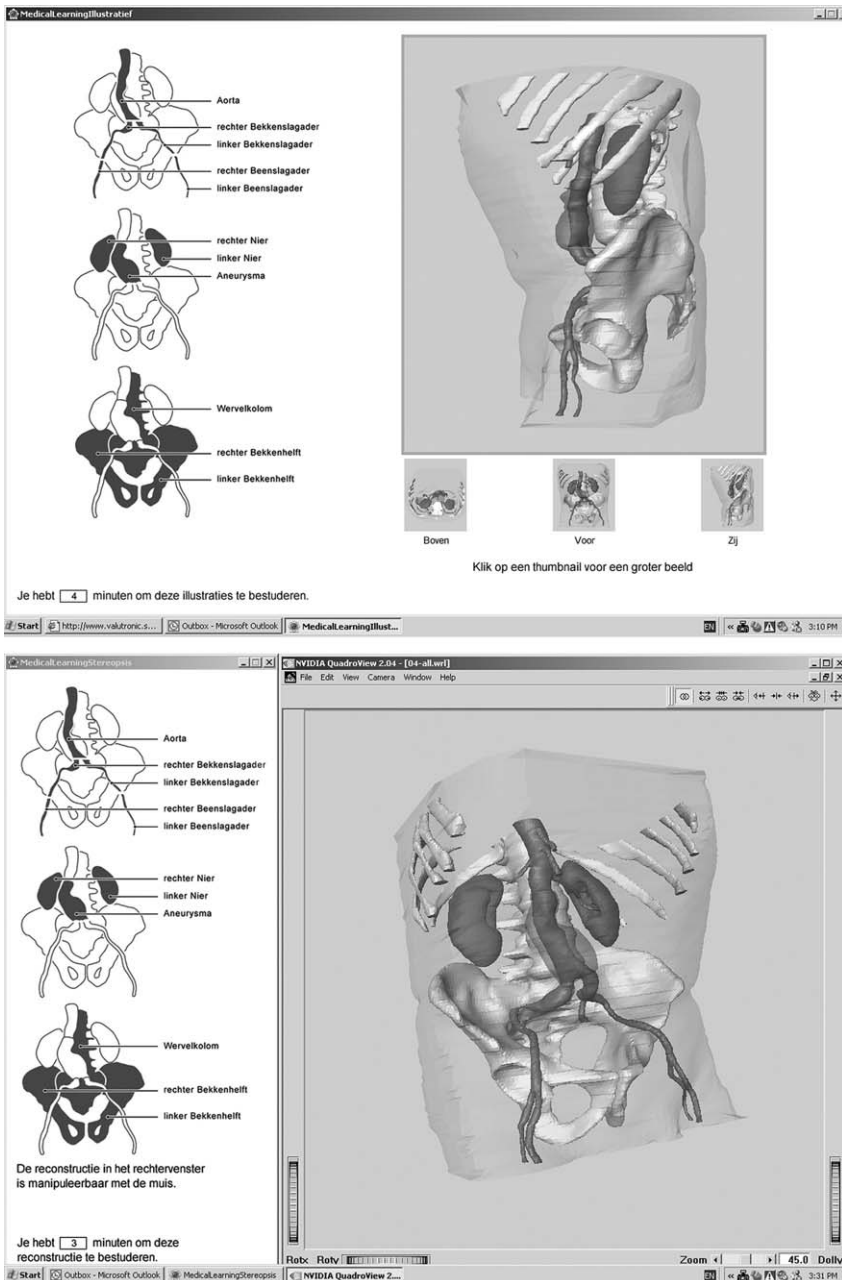 MedicalLearningIllustratief
Aorta
rechter Bekkenslagader
linker Bekkenslagader
rechter Beenslagader
linker Beenslagader
rechter Nier
linker Nier
Aneurysma
Wervelkolom
rechter Bekkenhelft
linker Bekkenhelft
Boven
Voor
Zij
Klik op een thumbnail voor een groter beeld
Je hebt 4 minuten om deze illustraties te bestuderen.
Start
http://www.valutronic.s...
Outbox - Microsoft Outlook
MedicalLearningIllust...
EN
3:10 PM
MedicalLearningStereopsis
Aorta
rechter Bekkenslagader
linker Bekkenslagader
rechter Beenslagader
linker Beenslagader
rechter Nier
linker Nier
Aneurysma
Wervelkolom
rechter Bekkenhelft
linker Bekkenhelft
De reconstructie in het rechtervenster
is manipuleerbaar met de muis.
Je hebt 3 minuten om deze
reconstructie te bestuderen.
NVIDIA QuadroView 2.04 - [04-all.wrl]
File Edit View Camera Window Help
Rotx Roty
Zoom 45.0 Dolly
Start
Outbox - Microsoft Outlook
MedicalLearningStereopsis
NVIDIA QuadroView 2....
EN
3:31 PM